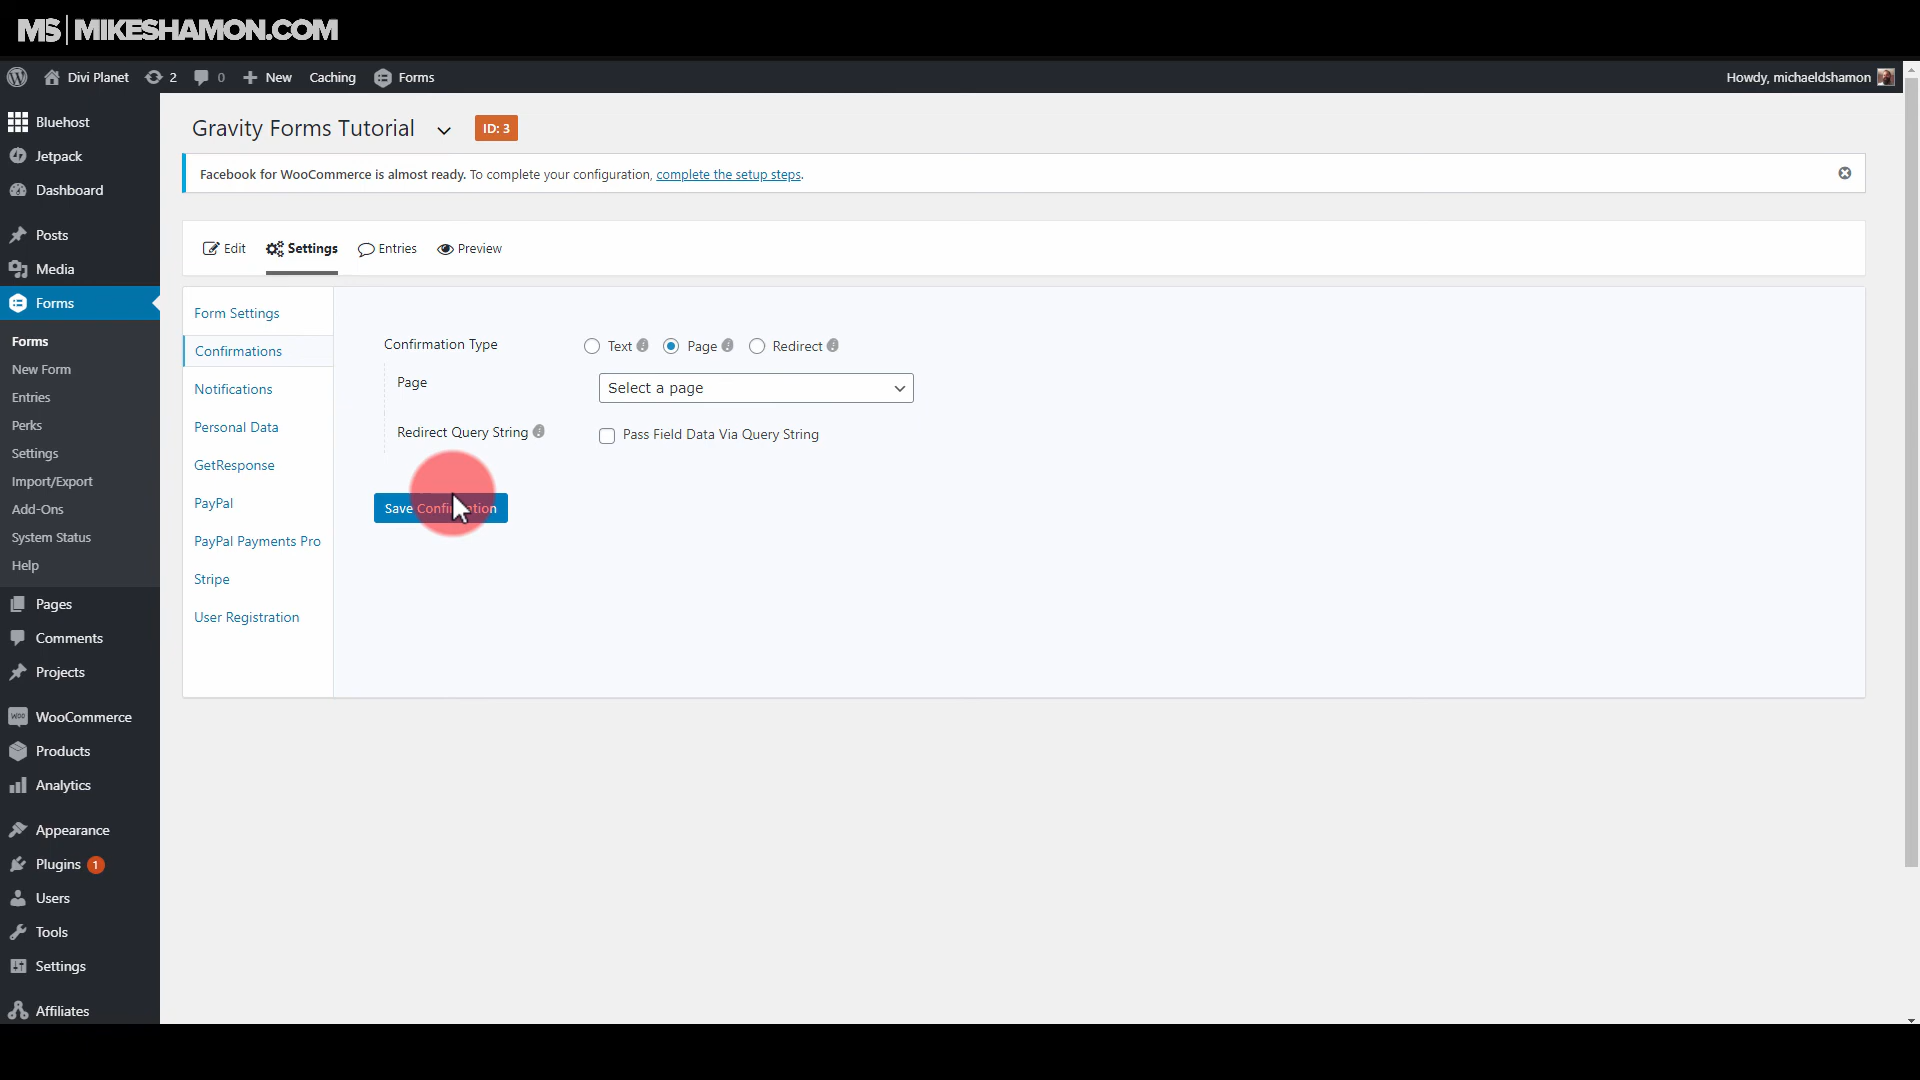 MS | MIKESHAMON.COM
Divi Planet 2 0 New Caching Forms Howdy, michaeldshamon
Bluehost
Jetpack
Dashboard
Posts
Media
Forms
Forms
New Form
Entries
Perks
Settings
Import/Export
Add-Ons
System Status
Help
Pages
Comments
Projects
WooCommerce
Products
Analytics
Appearance
Plugins 1
Users
Tools
Settings
Affiliates
Gravity Forms Tutorial ID: 3
Facebook for WooCommerce is almost ready. To complete your configuration, complete the setup steps.
Edit Settings Entries Preview
Form Settings
Confirmations
Notifications
Personal Data
GetResponse
PayPal
PayPal Payments Pro
Stripe
User Registration
Confirmation Type Text Page Redirect
Page Select a page
Redirect Query String Pass Field Data Via Query String
Save Confirmation